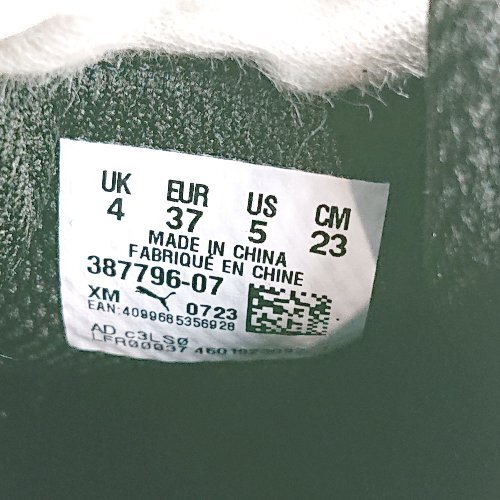 UK EUR US CM
4 37 5 23
MADE IN CHINA
FABRIQUÉ EN CHINE
387796-07
XM 0723
EAN:4099685356928
AD c3LS0
LFR00937